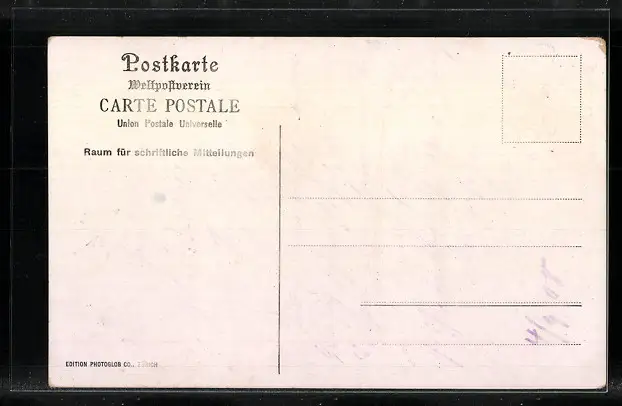 Postkarte
Weltpostverein
CARTE POSTALE
Union Postale Universelle
Raum für schriftliche Mitteilungen
EDITION PHOTOGLOB CO., ZÜRICH